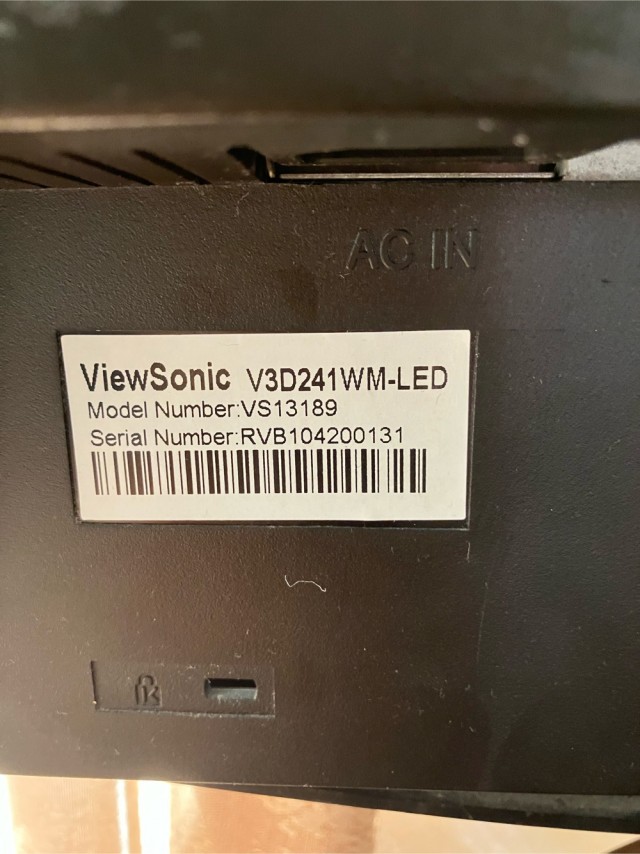 AC IN
ViewSonic V3D241WM-LED
Model Number:VS13189
Serial Number:RVB104200131